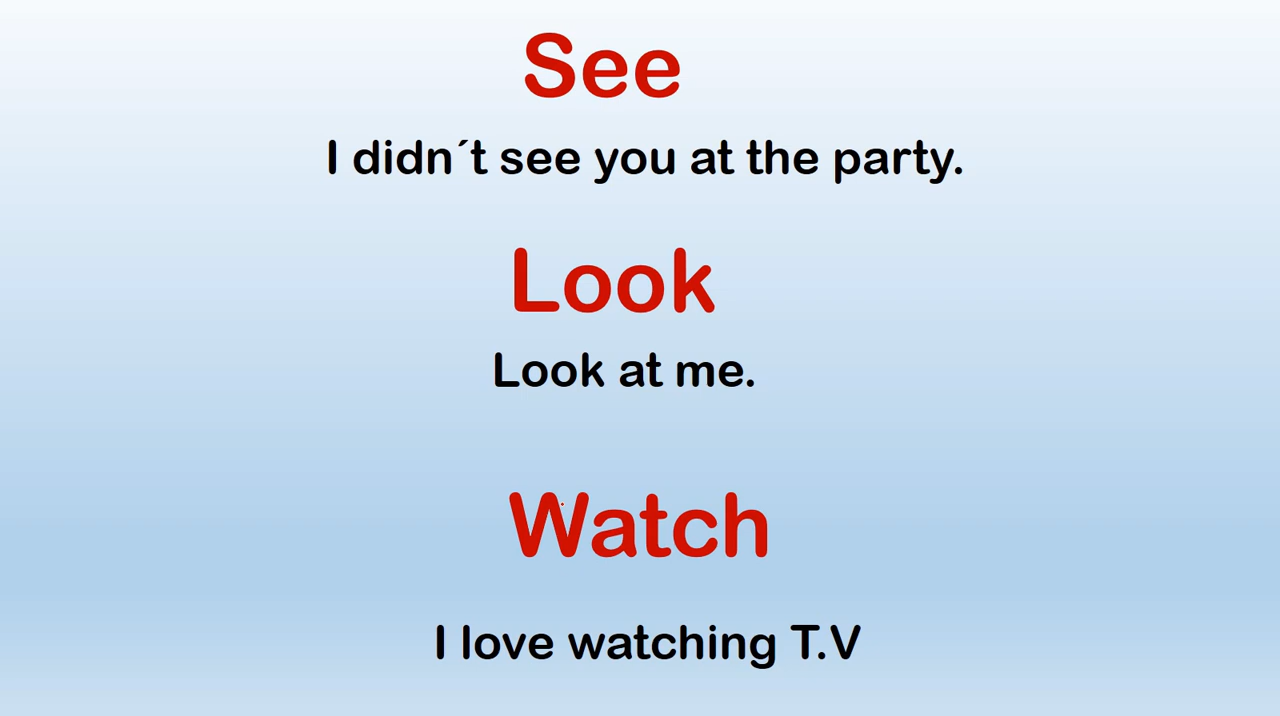 See
I didn´t see you at the party.
Look
Look at me.
Watch
I love watching T.V